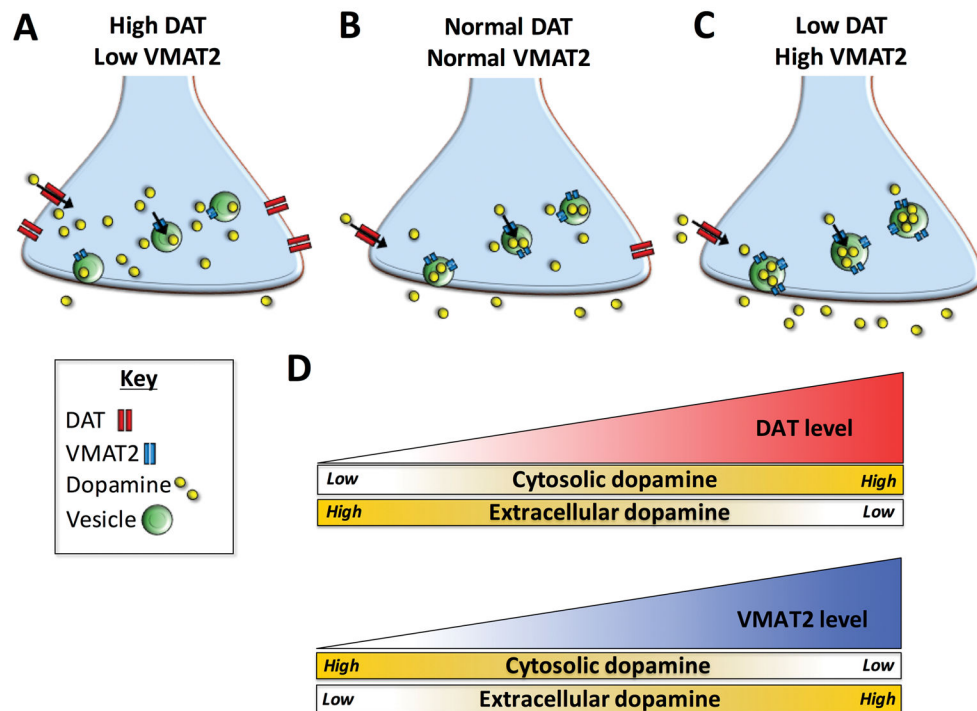 A
High DAT
Low VMAT2
B
Normal DAT
Normal VMAT2
C
Low DAT
High VMAT2
Key
DAT
VMAT2
Dopamine
Vesicle
D
DAT level
Low Cytosolic dopamine High
High Extracellular dopamine Low
VMAT2 level
High Cytosolic dopamine Low
Low Extracellular dopamine High